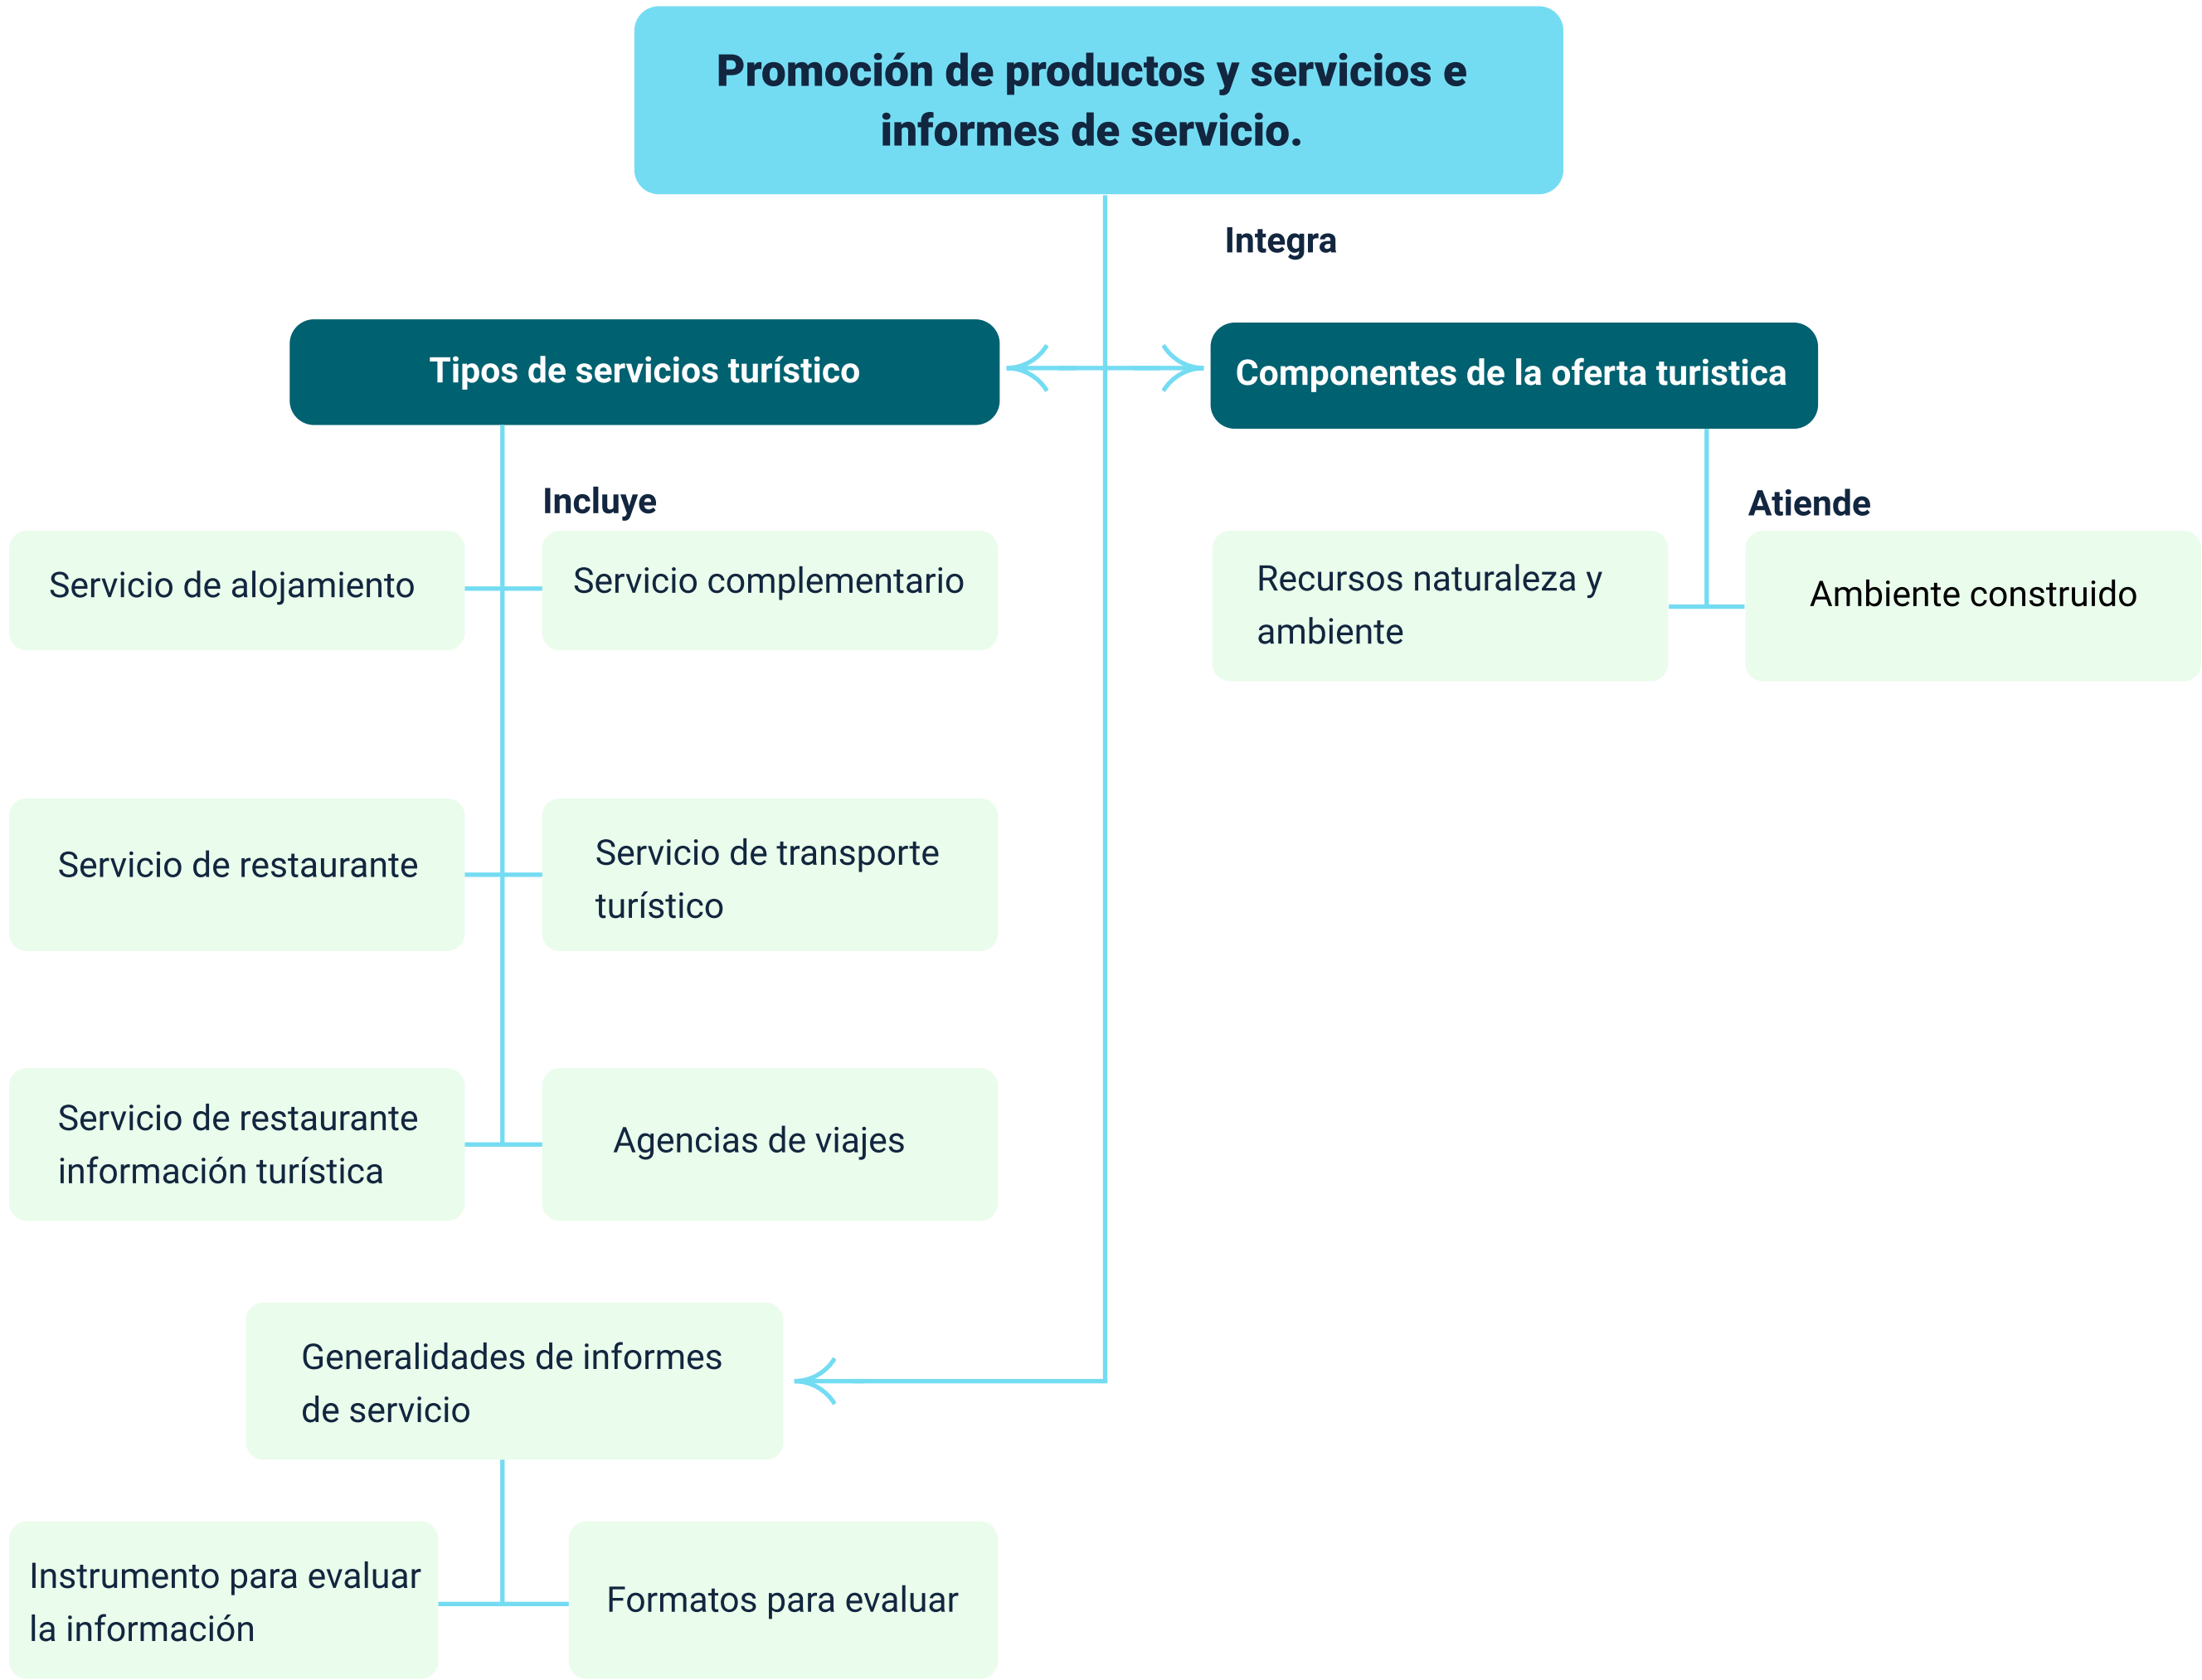 Promoción de productos y servicios e
informes de servicio.
Integra
Tipos de servicios turístico
Componentes de la oferta turistica
Incluye
Atiende
Servicio de alojamiento
Servicio complementario
Recursos naturaleza y
ambiente
Ambiente construido
Servicio de restaurante
Servicio de transporte
turístico
Servicio de restaurante
información turística
Agencias de viajes
Generalidades de informes
de servicio
Instrumento para evaluar
la información
Formatos para evaluar